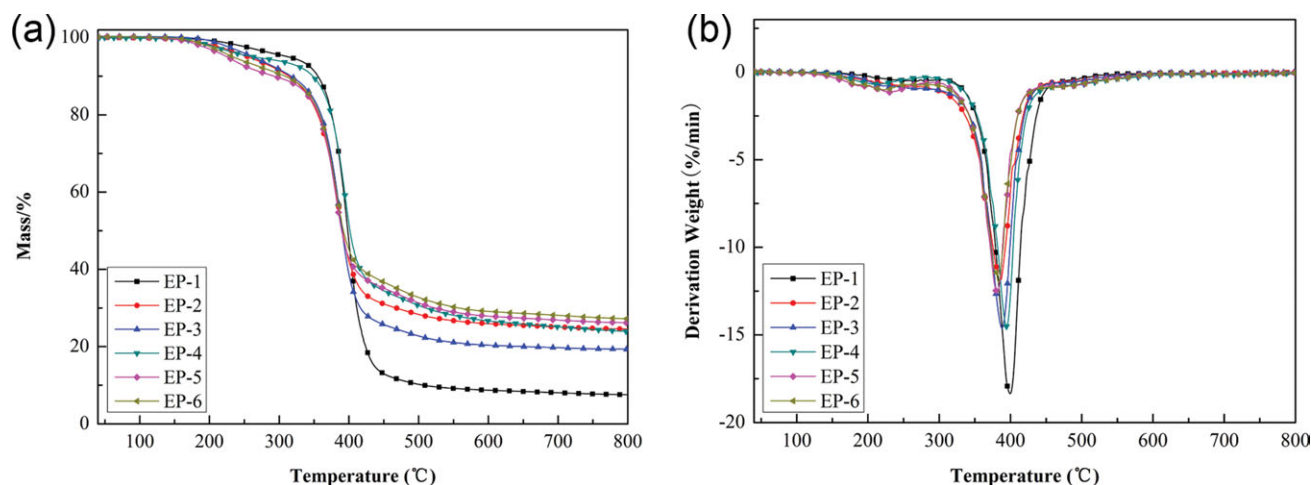 (a)
100
80
60
40
20
0
Mass/%
EP-1
EP-2
EP-3
EP-4
EP-5
EP-6
100 200 300 400 500 600 700 800
Temperature (℃)
(b)
0
-5
-10
-15
-20
Derivation Weight (%/min)
EP-1
EP-2
EP-3
EP-4
EP-5
EP-6
100 200 300 400 500 600 700 800
Temperature (℃)